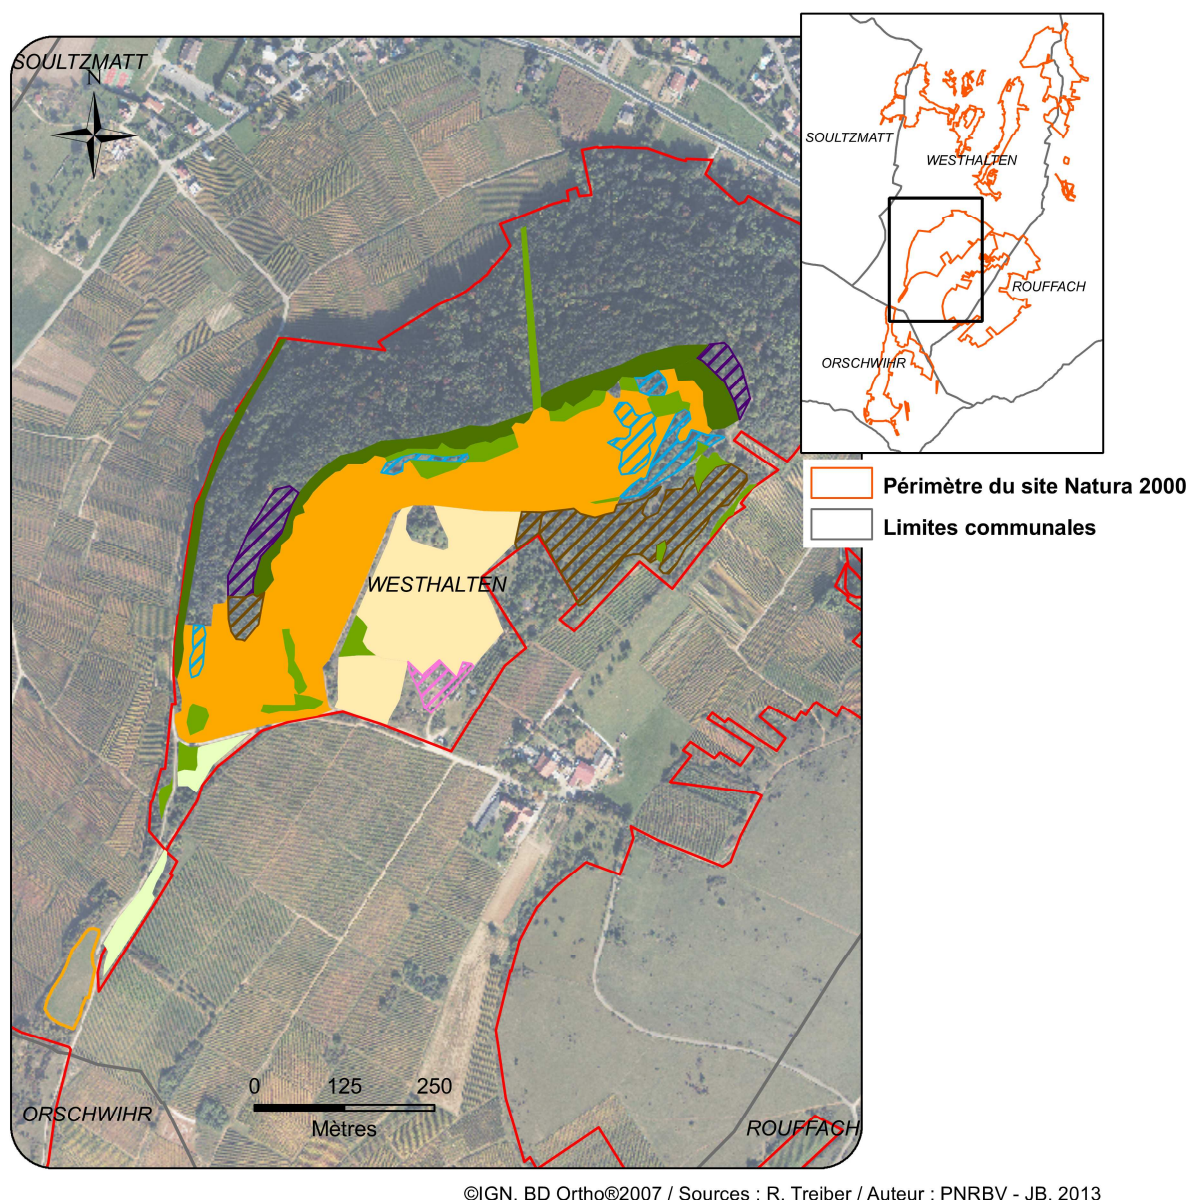 SOULTZMATT
N
WESTHALTEN
ORSCHWIHR
ROUFFACH
0 125 250
Mètres
SOULTZMATT
WESTHALTEN
ROUFFACH
ORSCHWIHR
Périmètre du site Natura 2000
Limites communales
©IGN, BD Ortho®2007 / Sources : R. Treiber / Auteur : PNRBV - JB, 2013